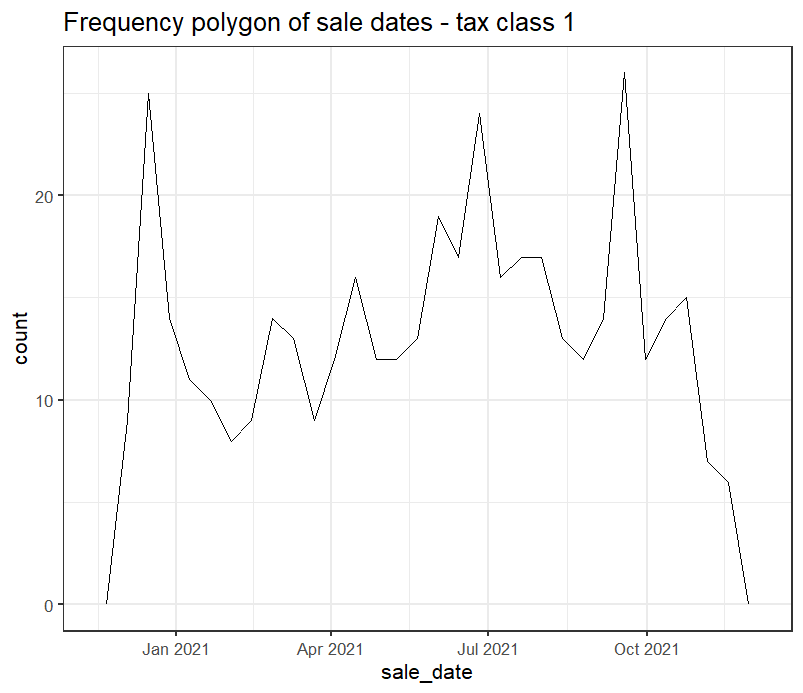 Frequency polygon of sale dates - tax class 1
count
20
10
0
Jan 2021 Apr 2021 Jul 2021 Oct 2021
sale_date